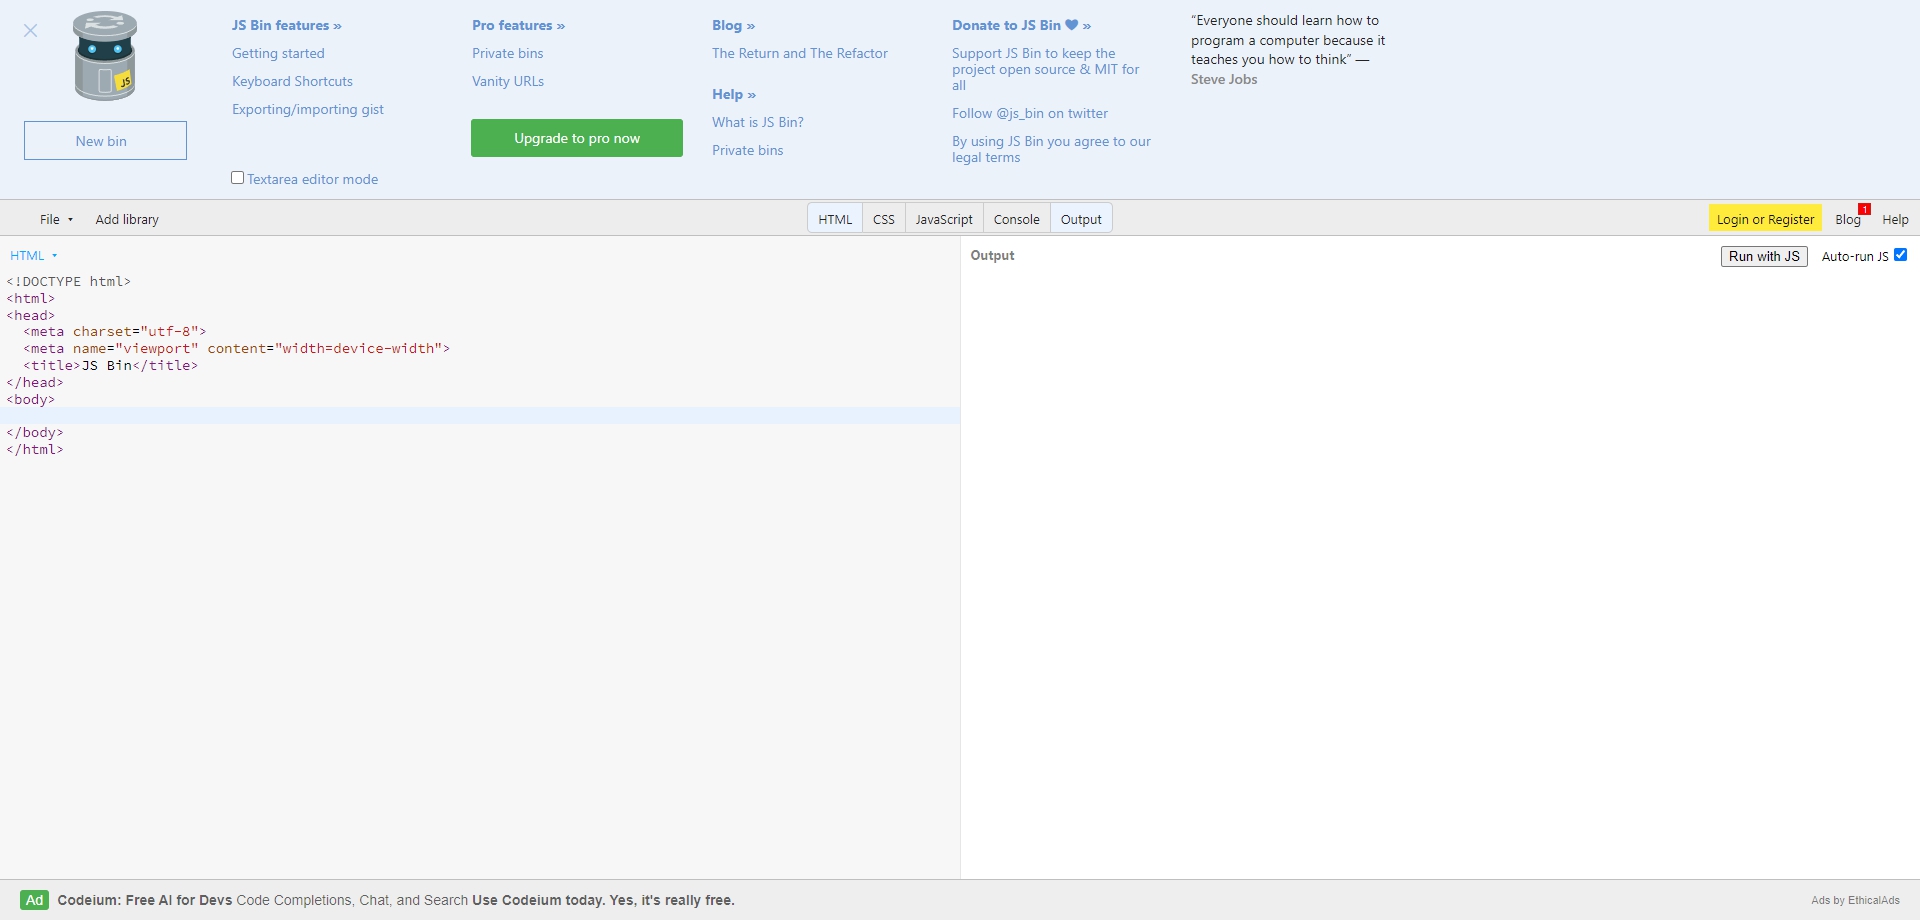 JS Bin features »
Getting started
Keyboard Shortcuts
Exporting/importing gist
Textarea editor mode
JS
New bin
Pro features »
Private bins
Vanity URLs
Upgrade to pro now
Blog »
The Return and The Refactor
Help »
What is JS Bin?
Private bins
Donate to JS Bin ♥ »
Support JS Bin to keep the
project open source & MIT for
all
Follow @js_bin on twitter
By using JS Bin you agree to our
legal terms
“Everyone should learn how to
program a computer because it
teaches you how to think” —
Steve Jobs
File Add library HTML CSS JavaScript Console Output Login or Register Blog 1 Help
HTML
<!DOCTYPE html>
<html>
<head>
  <meta charset="utf-8">
  <meta name="viewport" content="width=device-width">
  <title>JS Bin</title>
</head>
<body>
</body>
</html>
Output Run with JS Auto-run JS
Ad Codeium: Free AI for Devs Code Completions, Chat, and Search Use Codeium today. Yes, it's really free. Ads by EthicalAds